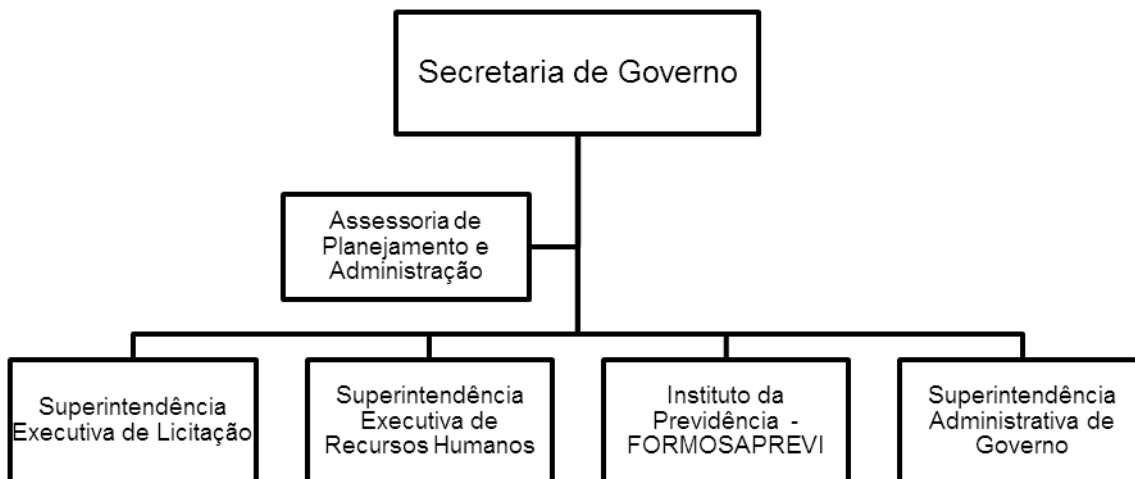 Secretaria de Governo
Assessoria de
Planejamento e
Administração
Superintendência
Executiva de Licitação
Superintendência
Executiva de
Recursos Humanos
Instituto da
Previdência -
FORMOSAPREVI
Superintendência
Administrativa de
Governo